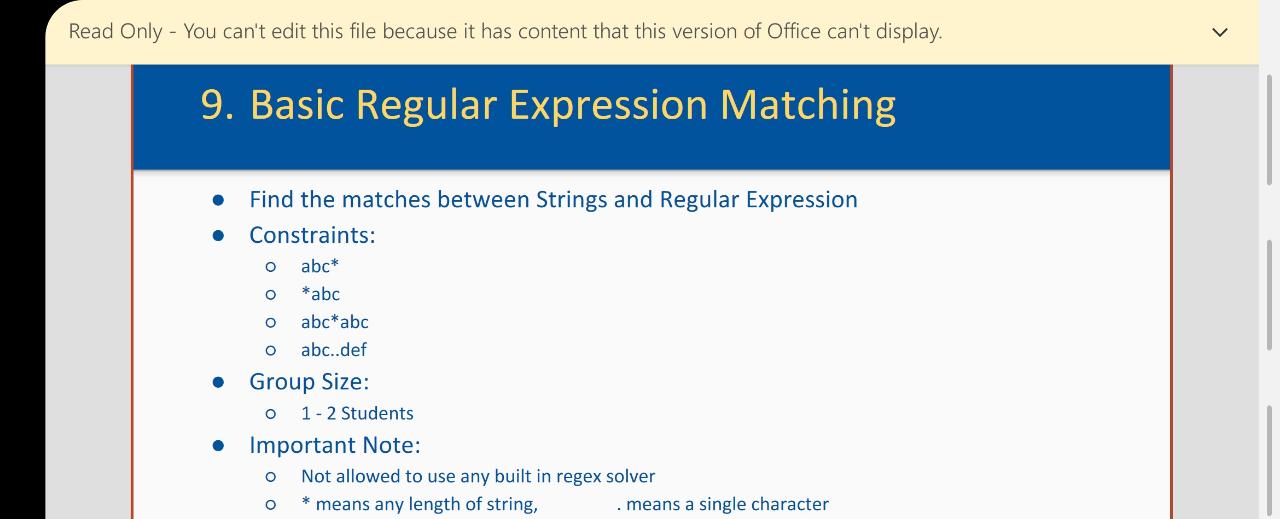 Read Only - You can't edit this file because it has content that this version of Office can't display.
9. Basic Regular Expression Matching
● Find the matches between Strings and Regular Expression
● Constraints:
○ abc*
○ *abc
○ abc*abc
○ abc..def
● Group Size:
○ 1 - 2 Students
● Important Note:
○ Not allowed to use any built in regex solver
○ * means any length of string, . means a single character